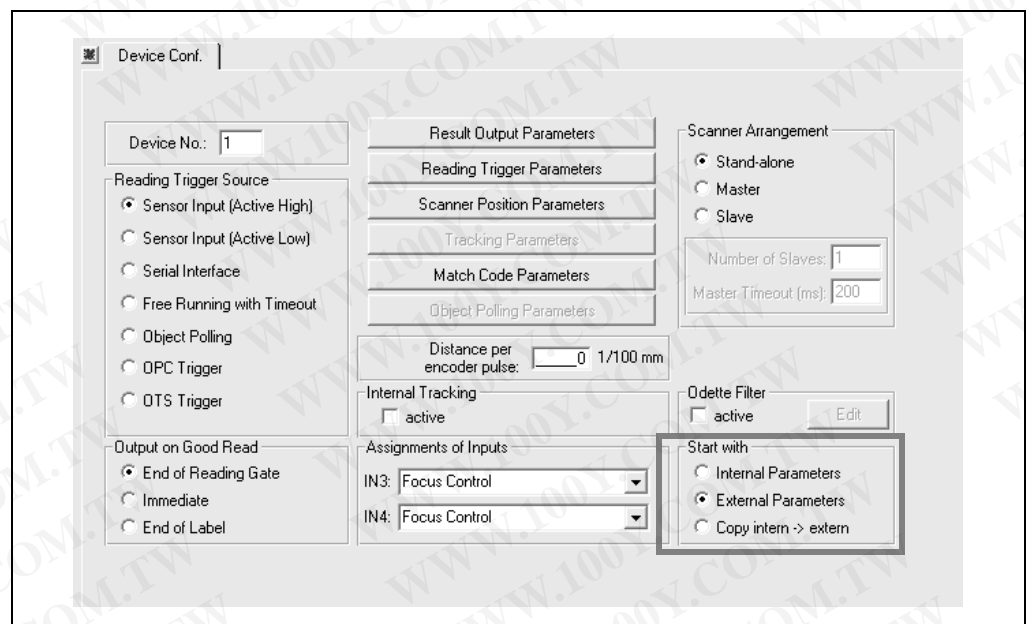 Device Conf.
Device No.: 1
Reading Trigger Source
Sensor Input (Active High)
Sensor Input (Active Low)
Serial Interface
Free Running with Timeout
Object Polling
OPC Trigger
OTS Trigger
Output on Good Read
End of Reading Gate
Immediate
End of Label
Result Output Parameters
Reading Trigger Parameters
Scanner Position Parameters
Tracking Parameters
Match Code Parameters
Object Polling Parameters
Distance per
encoder pulse: _____0 1/100 mm
Internal Tracking
active
Assignments of Inputs
IN3: Focus Control
IN4: Focus Control
Scanner Arrangement
Stand-alone
Master
Slave
Number of Slaves: 1
Master Timeout (ms): 200
Odette Filter
active Edit
Start with
Internal Parameters
External Parameters
Copy intern -> extern
WWW.100Y.COM.TW